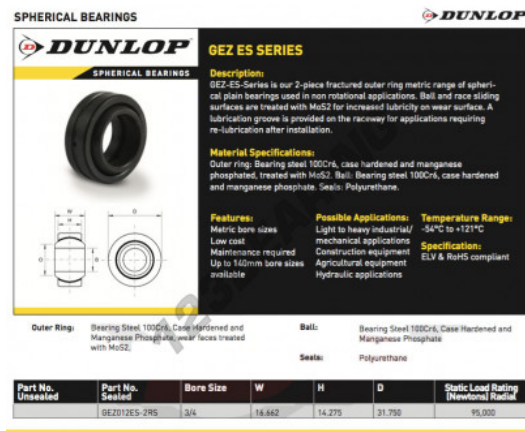 SPHERICAL BEARINGS
DUNLOP
DUNLOP
SPHERICAL BEARINGS
GEZ ES SERIES
Description:
GEZ-ES-Series is our 2-piece fractured outer ring metric range of spheri-
cal plain bearings used in non rotational applications. Ball and race sliding
surfaces are treated with MoS2 for increased lubricity on wear surface. A
lubrication groove is provided on the raceway for applications requiring
re-lubrication after installation.
Material Specifications:
Outer ring: Bearing steel 100Cr6, case hardened and manganese
phosphated, treated with MoS2. Ball: Bearing steel 100Cr6, case hardened
and manganese phosphate. Seals: Polyurethane.
Features:
Metric bore sizes
Low cost
Maintenance required
Up to 140mm bore sizes
available
Possible Applications:
Light to heavy industrial/
mechanical applications
Construction equipment
Agricultural equipment
Hydraulic applications
Temperature Range:
-54°C to +121°C
Specification:
ELV & RoHS compliant
W
H
D
Outer Ring:
Bearing Steel 100Cr6, Case Hardened and
Manganese Phosphate, wear faces treated
with MoS2,
Ball:
Bearing Steel 100Cr6, Case Hardened and
Manganese Phosphate
Seals:
Polyurethane
Part No. Unsealed Part No. Sealed Bore Size W H D Static Load Rating (Newtons) Radial
GEZ012ES-2RS 3/4 16.662 14.275 31.750 95,000